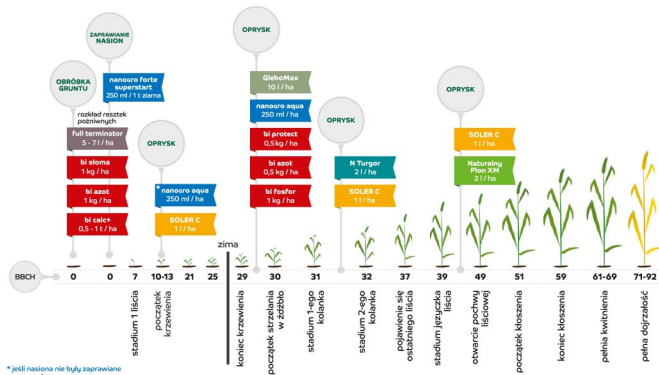 OBRÓBKA
GRUNTU
rozkład resztek
pożniwnych
full terminator
5 - 7 l / ha
bi słoma
1 kg / ha
bi azot
1 kg / ha
bi calc+
0,5 - 1 t / ha
ZAPRAWIANIE
NASION
nanogro forte
superstart
250 ml / 1 t ziarna
OPRYSK
* nanogro aqua
250 ml / ha
SOLER C
1 l / ha
OPRYSK
GleboMax
10 l / ha
nanogro aqua
250 ml / ha
bi protect
0,5 kg / ha
bi azot
0,5 kg / ha
bi fosfor
1 kg / ha
OPRYSK
N Turgor
2 l / ha
SOLER C
1 l / ha
OPRYSK
SOLER C
1 l / ha
Naturalny
Plon XM
2 l / ha
zima
BBCH
0
0
7
10-13
21
25
29
30
31
32
37
39
49
51
59
61-69
71-92
stadium 1 liścia
początek
krzewienia
koniec krzewienia
początek strzelania
w źdźbło
stadium 1-ego
kolanka
stadium 2-ego
kolanka
pojawienie się
ostatniego liścia
stadium języczka
liścia
otwarcie pochwy
liściowej
początek kłoszenia
koniec kłoszenia
pełnia kwitnienia
pełna dojrzałość
* jeśli nasiona nie były zaprawiane